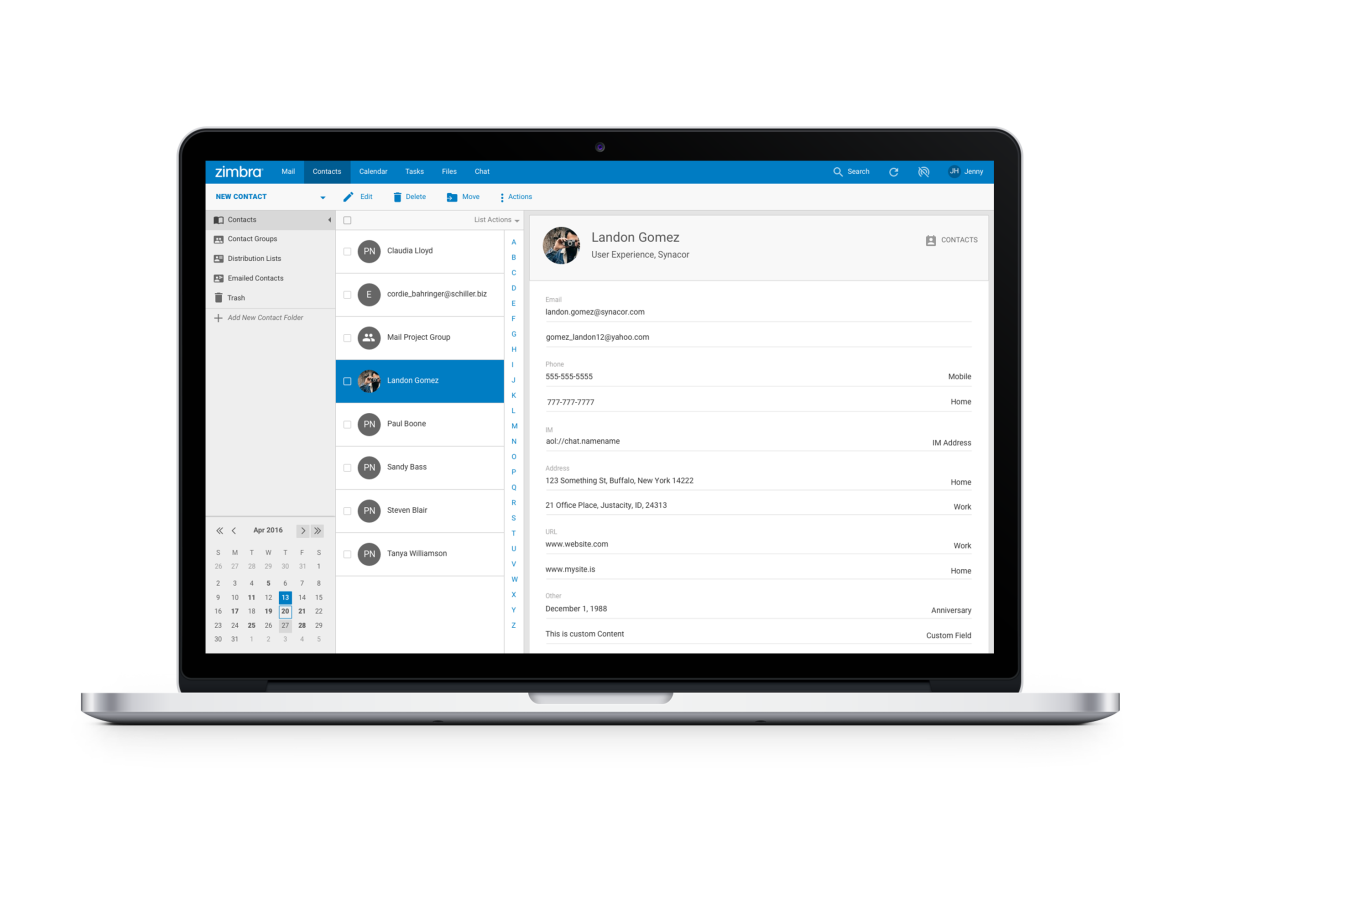 zimbra Mail Contacts Calendar Tasks Files Chat Search JH Jenny
NEW CONTACT Edit Delete Move Actions
Contacts
Contact Groups
Distribution Lists
Emailed Contacts
Trash
Add New Contact Folder
Apr 2016
S M T W T F S
26 27 28 29 30 31 1
2 3 4 5 6 7 8
9 10 11 12 13 14 15
16 17 18 19 20 21 22
23 24 25 26 27 28 29
30 31 1 2 3 4 5
List Actions
PN Claudia Lloyd
E cordie_bahringer@schiller.biz
Mail Project Group
Landon Gomez
PN Paul Boone
PN Sandy Bass
PN Steven Blair
PN Tanya Williamson
A
B
C
D
E
F
G
H
I
J
K
L
M
N
O
P
Q
R
S
T
U
V
W
X
Y
Z
Landon Gomez
User Experience, Synacor
CONTACTS
Email
landon.gomez@synacor.com
gomez_landon12@yahoo.com
Phone
555-555-5555 Mobile
777-777-7777 Home
IM
aol://chat.namename IM Address
Address
123 Something St, Buffalo, New York 14222 Home
21 Office Place, Justacity, ID, 24313 Work
URL
www.website.com Work
www.mysite.is Home
Other
December 1, 1988 Anniversary
This is custom Content Custom Field